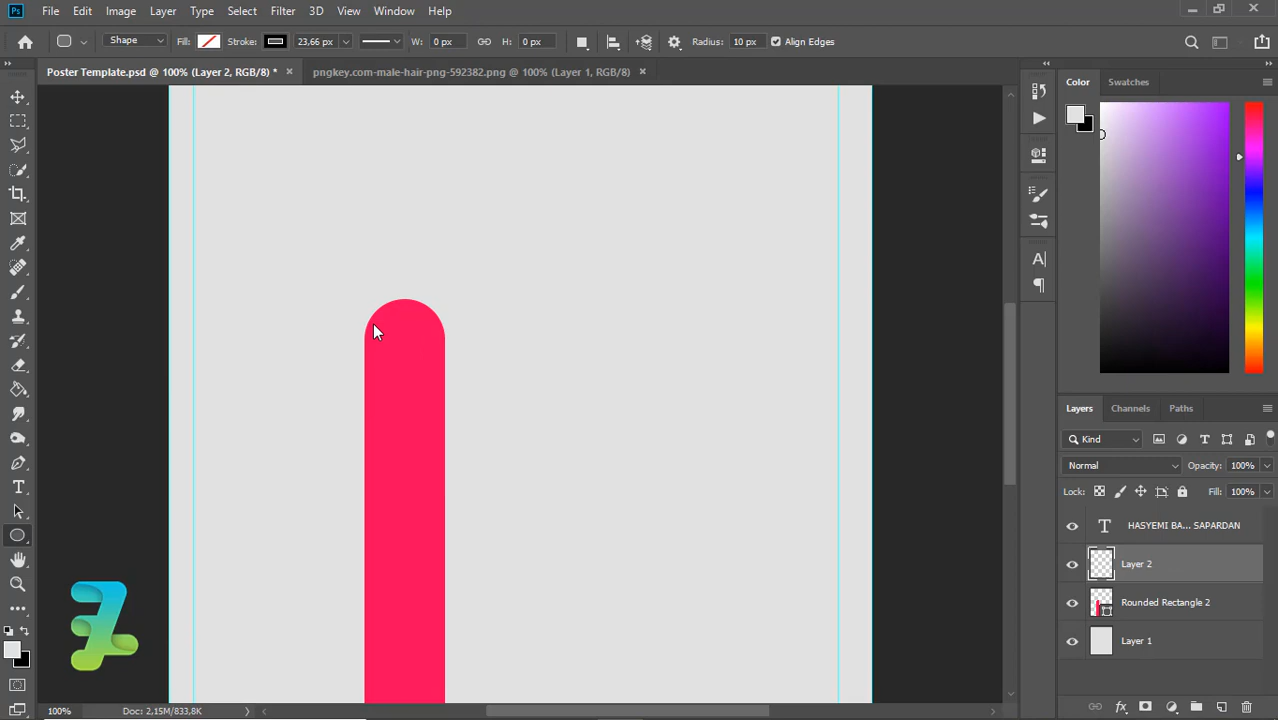 Ps File Edit Image Layer Type Select Filter 3D View Window Help
Shape Fill: Stroke: 23,66 px W: 0 px H: 0 px Radius: 10 px Align Edges
Poster Template.psd @ 100% (Layer 2, RGB/8) * × pngkey.com-male-hair-png-592382.png @ 100% (Layer 1, RGB/8) ×
Color Swatches
Layers Channels Paths
Kind
Normal Opacity: 100%
Lock: Fill: 100%
HASYEMI BA... SAPARDAN
Layer 2
Rounded Rectangle 2
Layer 1
100% Doc: 2,15M/833,8K